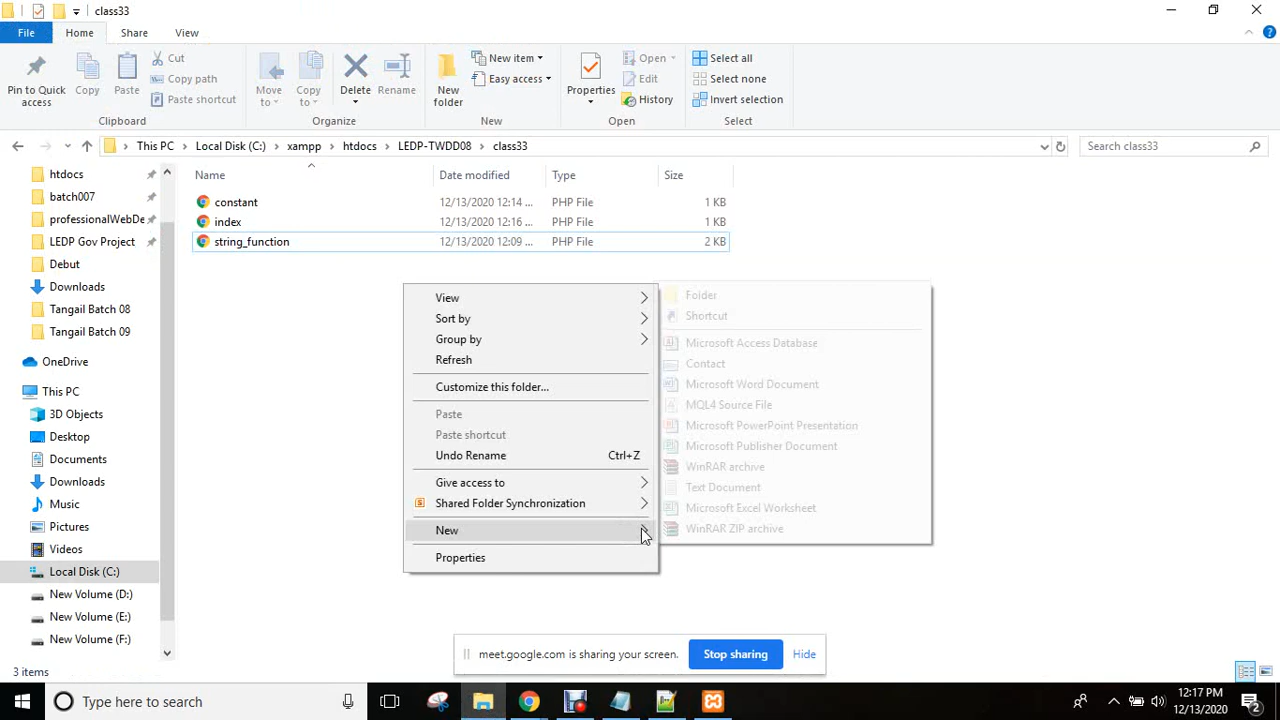 class33
File Home Share View
Pin to Quick access
Copy
Paste
Cut
Copy path
Paste shortcut
Clipboard
Move to
Copy to
Delete
Rename
Organize
New folder
New item
Easy access
New
Properties
Open
Edit
History
Open
Select all
Select none
Invert selection
Select
This PC > Local Disk (C:) > xampp > htdocs > LEDP-TWDD08 > class33
Search class33
Name Date modified Type Size
constant 12/13/2020 12:14 ... PHP File 1 KB
index 12/13/2020 12:16 ... PHP File 1 KB
string_function 12/13/2020 12:09 ... PHP File 2 KB
htdocs
batch007
professionalWebDe
LEDP Gov Project
Debut
Downloads
Tangail Batch 08
Tangail Batch 09
OneDrive
This PC
3D Objects
Desktop
Documents
Downloads
Music
Pictures
Videos
Local Disk (C:)
New Volume (D:)
New Volume (E:)
New Volume (F:)
View
Sort by
Group by
Refresh
Customize this folder...
Paste
Paste shortcut
Undo Rename Ctrl+Z
Give access to
Shared Folder Synchronization
New
Properties
Folder
Shortcut
Microsoft Access Database
Contact
Microsoft Word Document
MQL4 Source File
Microsoft PowerPoint Presentation
Microsoft Publisher Document
WinRAR archive
Text Document
Microsoft Excel Worksheet
WinRAR ZIP archive
meet.google.com is sharing your screen. Stop sharing Hide
3 items
Type here to search
12:17 PM
12/13/2020
2